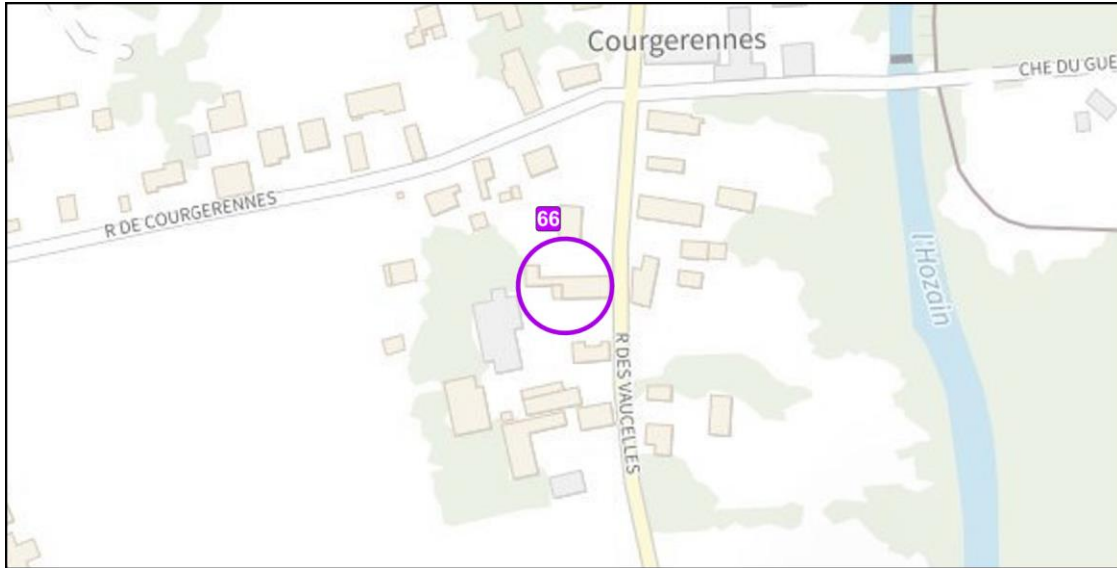 Courgerennes
CHE DU GUE
R DE COURGERENNES
66
l'Hozain
R DES VAUCELLES